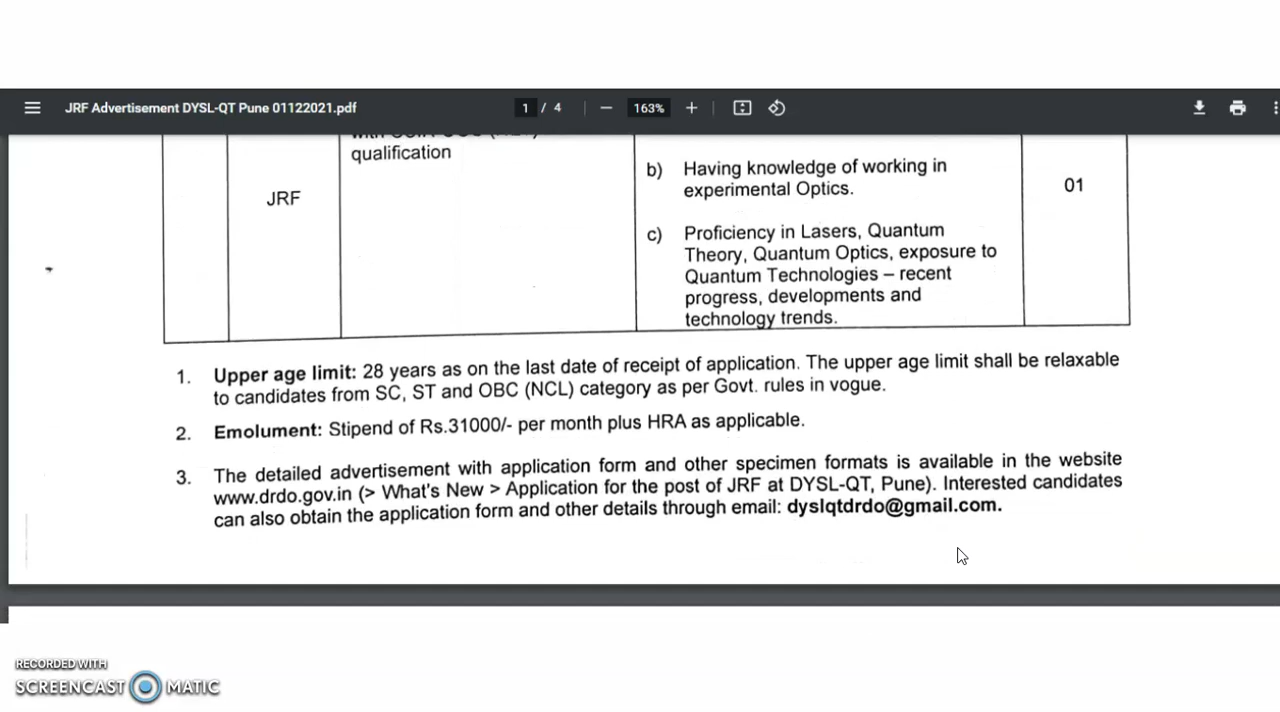 JRF Advertisement DYSL-QT Pune 01122021.pdf
1 / 4
163%
qualification
JRF
b) Having knowledge of working in
experimental Optics.
01
c) Proficiency in Lasers, Quantum
Theory, Quantum Optics, exposure to
Quantum Technologies – recent
progress, developments and
technology trends.
1. Upper age limit: 28 years as on the last date of receipt of application. The upper age limit shall be relaxable
to candidates from SC, ST and OBC (NCL) category as per Govt. rules in vogue.
2. Emolument: Stipend of Rs.31000/- per month plus HRA as applicable.
3. The detailed advertisement with application form and other specimen formats is available in the website
www.drdo.gov.in (> What's New > Application for the post of JRF at DYSL-QT, Pune). Interested candidates
can also obtain the application form and other details through email: dyslqtdrdo@gmail.com.
RECORDED WITH
SCREENCAST MATIC